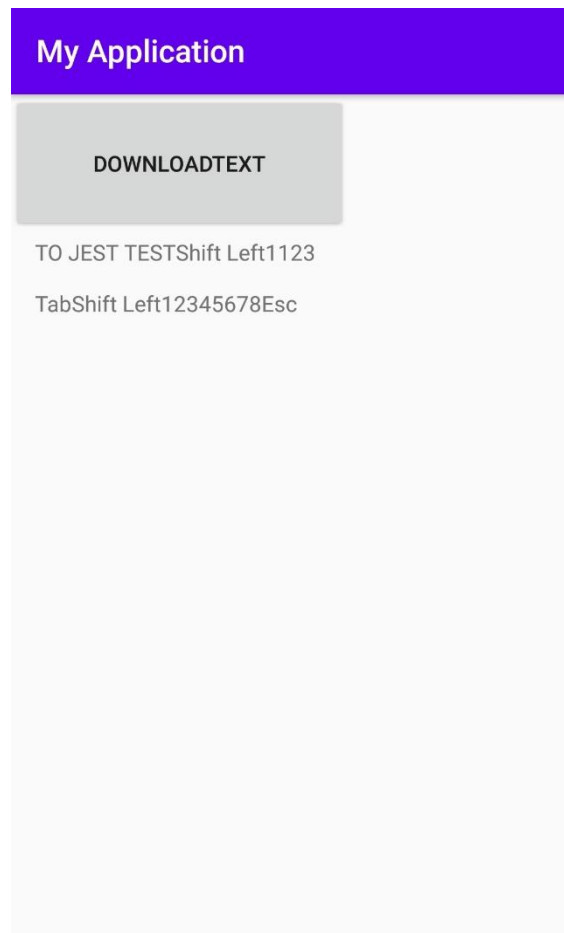 My Application
DOWNLOADTEXT
TO JEST TESTShift Left1123
TabShift Left12345678Esc